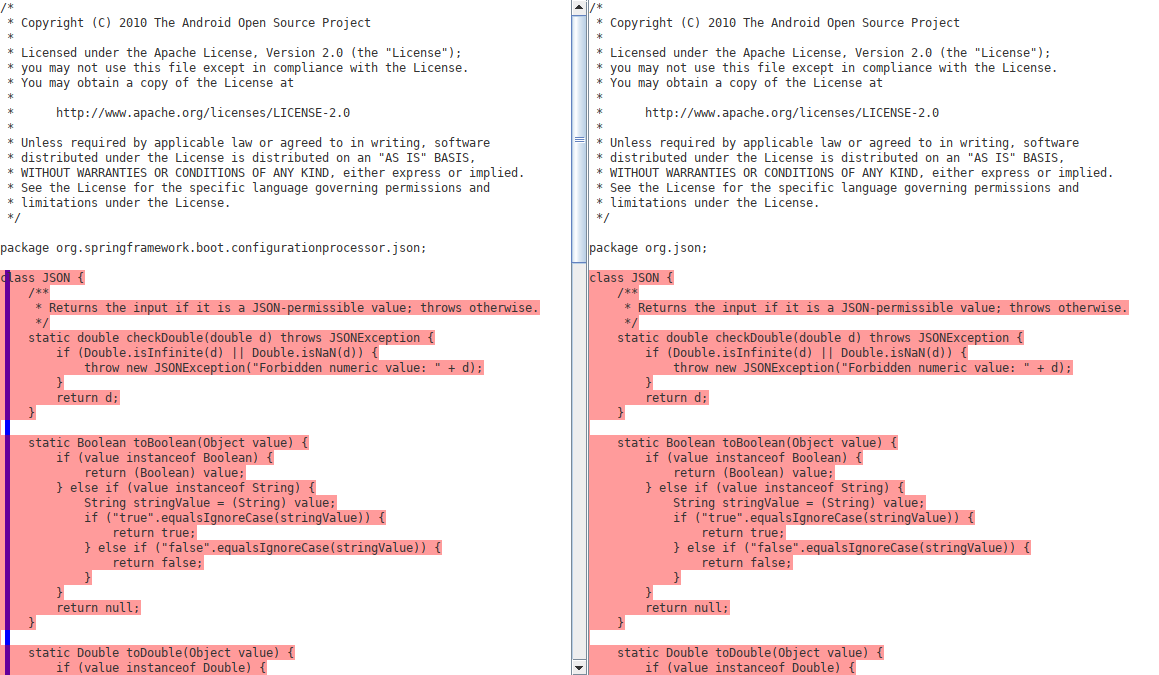 /*
 * Copyright (C) 2010 The Android Open Source Project
 *
 * Licensed under the Apache License, Version 2.0 (the "License");
 * you may not use this file except in compliance with the License.
 * You may obtain a copy of the License at
 *
 *      http://www.apache.org/licenses/LICENSE-2.0
 *
 * Unless required by applicable law or agreed to in writing, software
 * distributed under the License is distributed on an "AS IS" BASIS,
 * WITHOUT WARRANTIES OR CONDITIONS OF ANY KIND, either express or implied.
 * See the License for the specific language governing permissions and
 * limitations under the License.
 */

package org.springframework.boot.configurationprocessor.json;

class JSON {
    /**
     * Returns the input if it is a JSON-permissible value; throws otherwise.
     */
    static double checkDouble(double d) throws JSONException {
        if (Double.isInfinite(d) || Double.isNaN(d)) {
            throw new JSONException("Forbidden numeric value: " + d);
        }
        return d;
    }

    static Boolean toBoolean(Object value) {
        if (value instanceof Boolean) {
            return (Boolean) value;
        } else if (value instanceof String) {
            String stringValue = (String) value;
            if ("true".equalsIgnoreCase(stringValue)) {
                return true;
            } else if ("false".equalsIgnoreCase(stringValue)) {
                return false;
            }
        }
        return null;
    }

    static Double toDouble(Object value) {
        if (value instanceof Double) {
/*
 * Copyright (C) 2010 The Android Open Source Project
 *
 * Licensed under the Apache License, Version 2.0 (the "License");
 * you may not use this file except in compliance with the License.
 * You may obtain a copy of the License at
 *
 *      http://www.apache.org/licenses/LICENSE-2.0
 *
 * Unless required by applicable law or agreed to in writing, software
 * distributed under the License is distributed on an "AS IS" BASIS,
 * WITHOUT WARRANTIES OR CONDITIONS OF ANY KIND, either express or implied.
 * See the License for the specific language governing permissions and
 * limitations under the License.
 */

package org.json;

class JSON {
    /**
     * Returns the input if it is a JSON-permissible value; throws otherwise.
     */
    static double checkDouble(double d) throws JSONException {
        if (Double.isInfinite(d) || Double.isNaN(d)) {
            throw new JSONException("Forbidden numeric value: " + d);
        }
        return d;
    }

    static Boolean toBoolean(Object value) {
        if (value instanceof Boolean) {
            return (Boolean) value;
        } else if (value instanceof String) {
            String stringValue = (String) value;
            if ("true".equalsIgnoreCase(stringValue)) {
                return true;
            } else if ("false".equalsIgnoreCase(stringValue)) {
                return false;
            }
        }
        return null;
    }

    static Double toDouble(Object value) {
        if (value instanceof Double) {